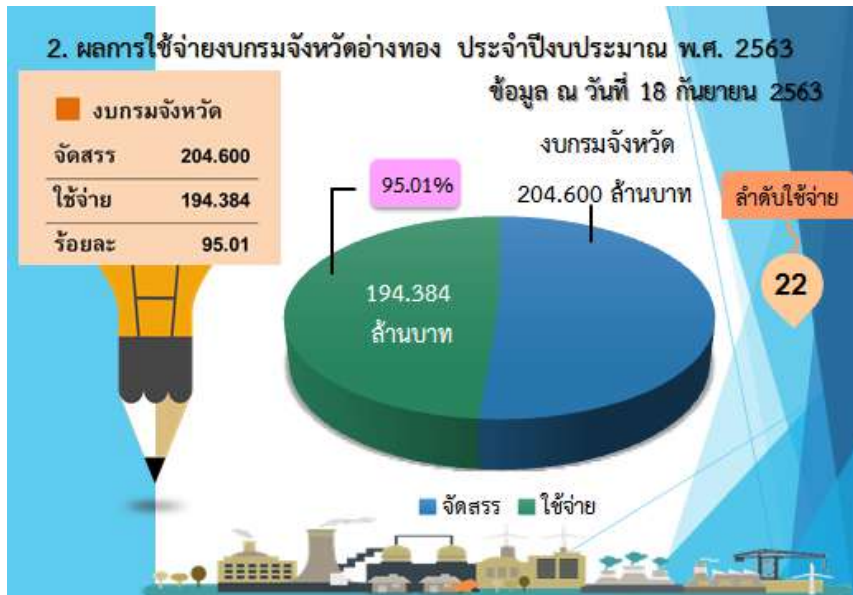 2. ผลการใช้จ่ายงบกรมจังหวัดอ่างทอง ประจำปีงบประมาณ พ.ศ. 2563
ข้อมูล ณ วันที่ 18 กันยายน 2563
งบกรมจังหวัด
จัดสรร 204.600
ใช้จ่าย 194.384
ร้อยละ 95.01
95.01%
งบกรมจังหวัด
204.600 ล้านบาท
ลำดับใช้จ่าย
22
194.384
ล้านบาท
จัดสรร ใช้จ่าย